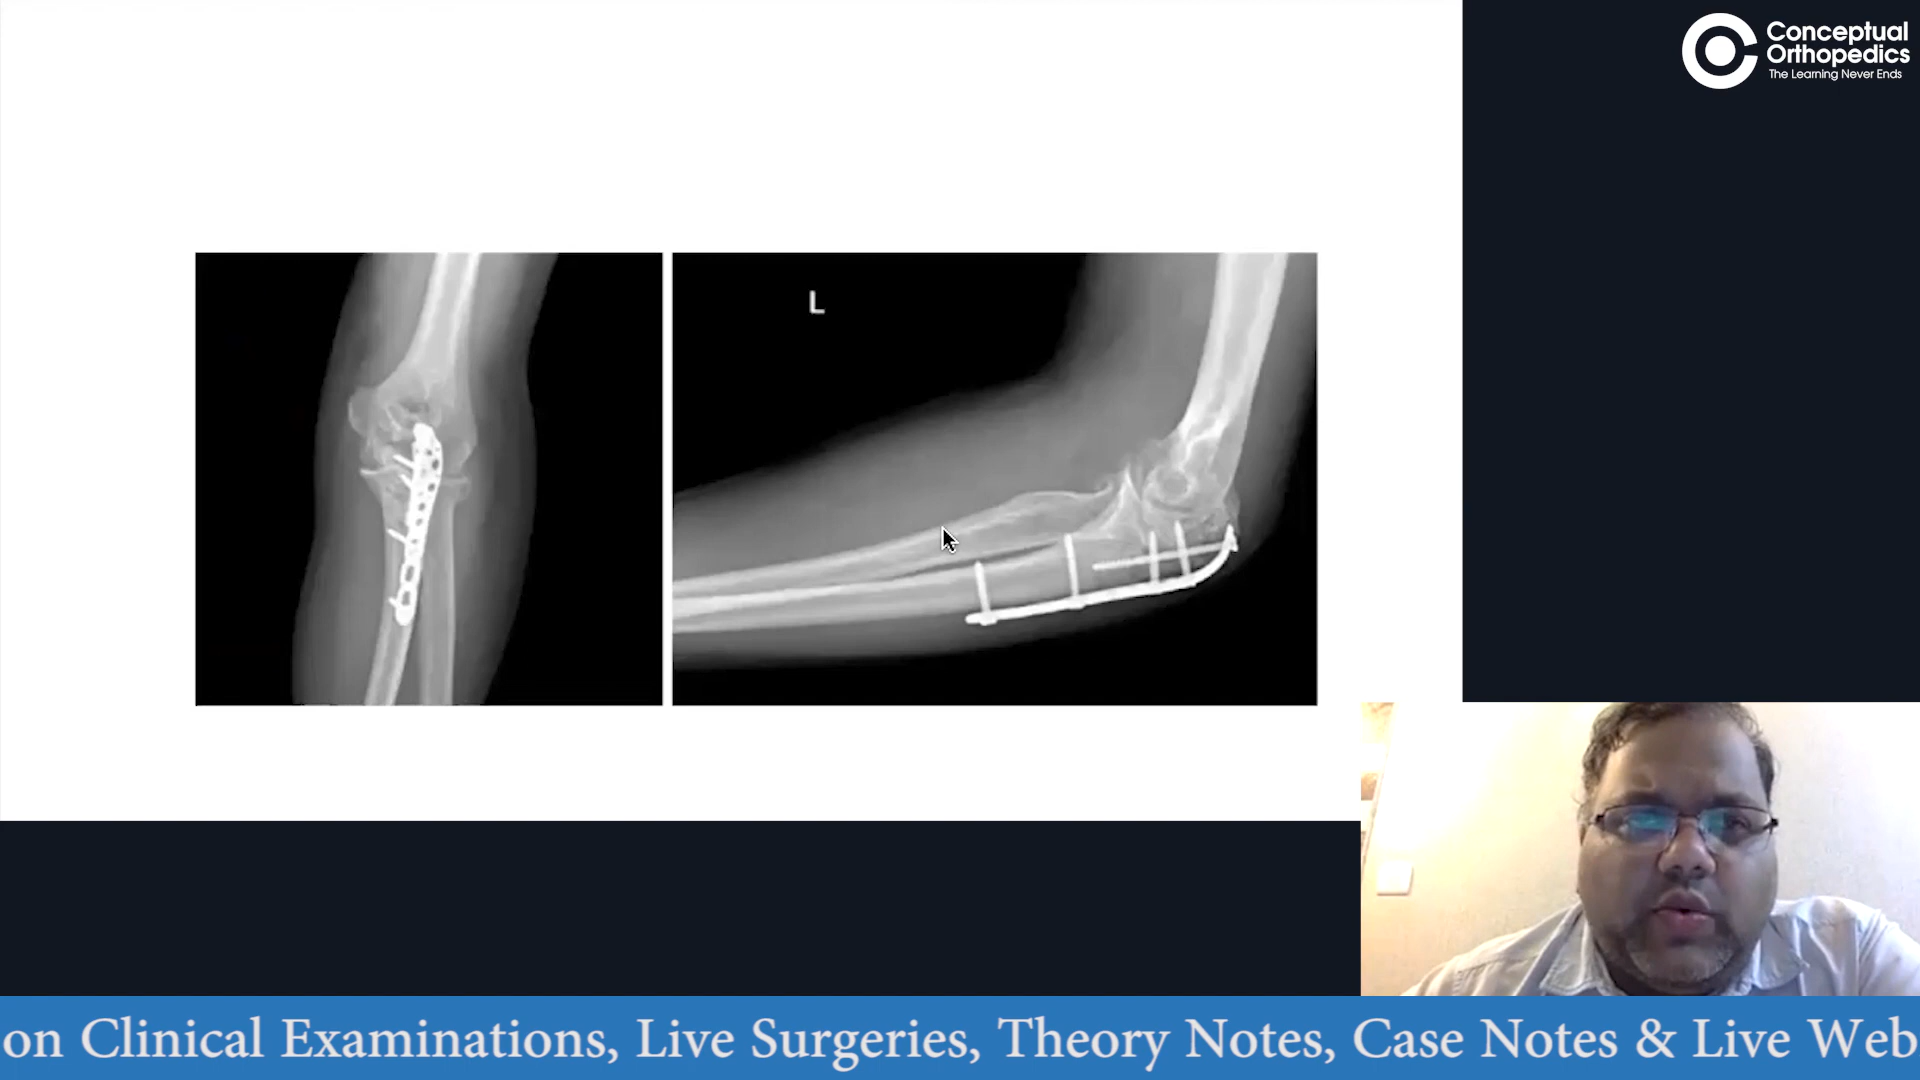 Conceptual
Orthopedics
The Learning Never Ends
L
on Clinical Examinations, Live Surgeries, Theory Notes, Case Notes & Live Web